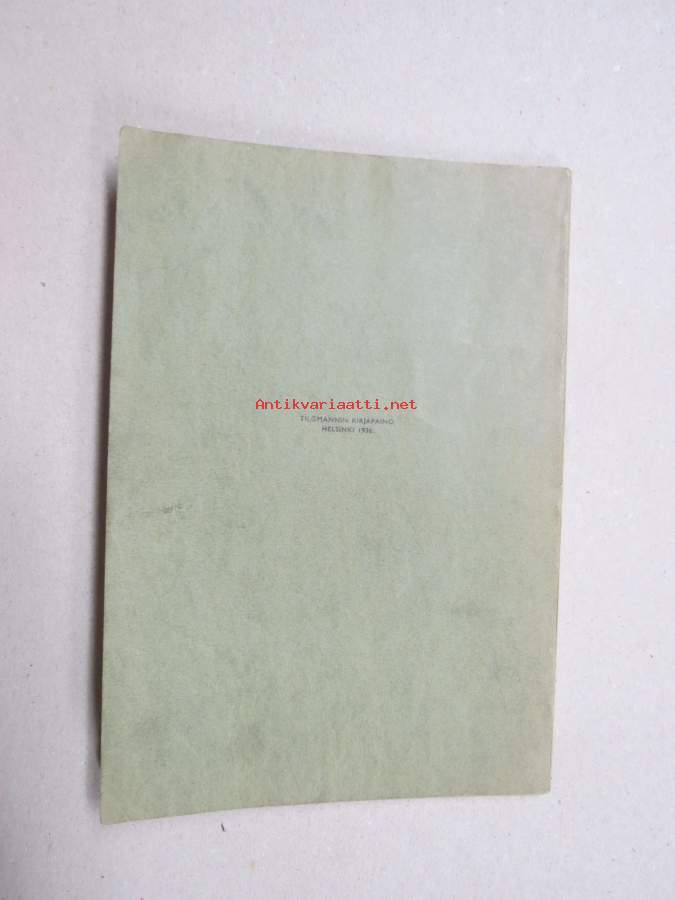 Antikvariaatti.net
TILGMANNIN KIRJAPAINO
HELSINKI 1936.